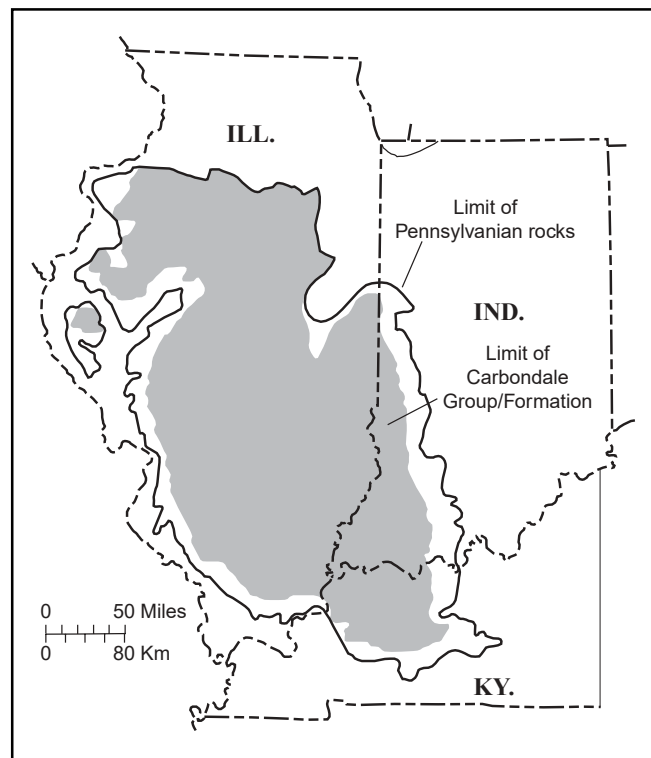 ILL.
Limit of
Pennsylvanian rocks
IND.
Limit of
Carbondale
Group/Formation
0 50 Miles
0 80 Km
KY.